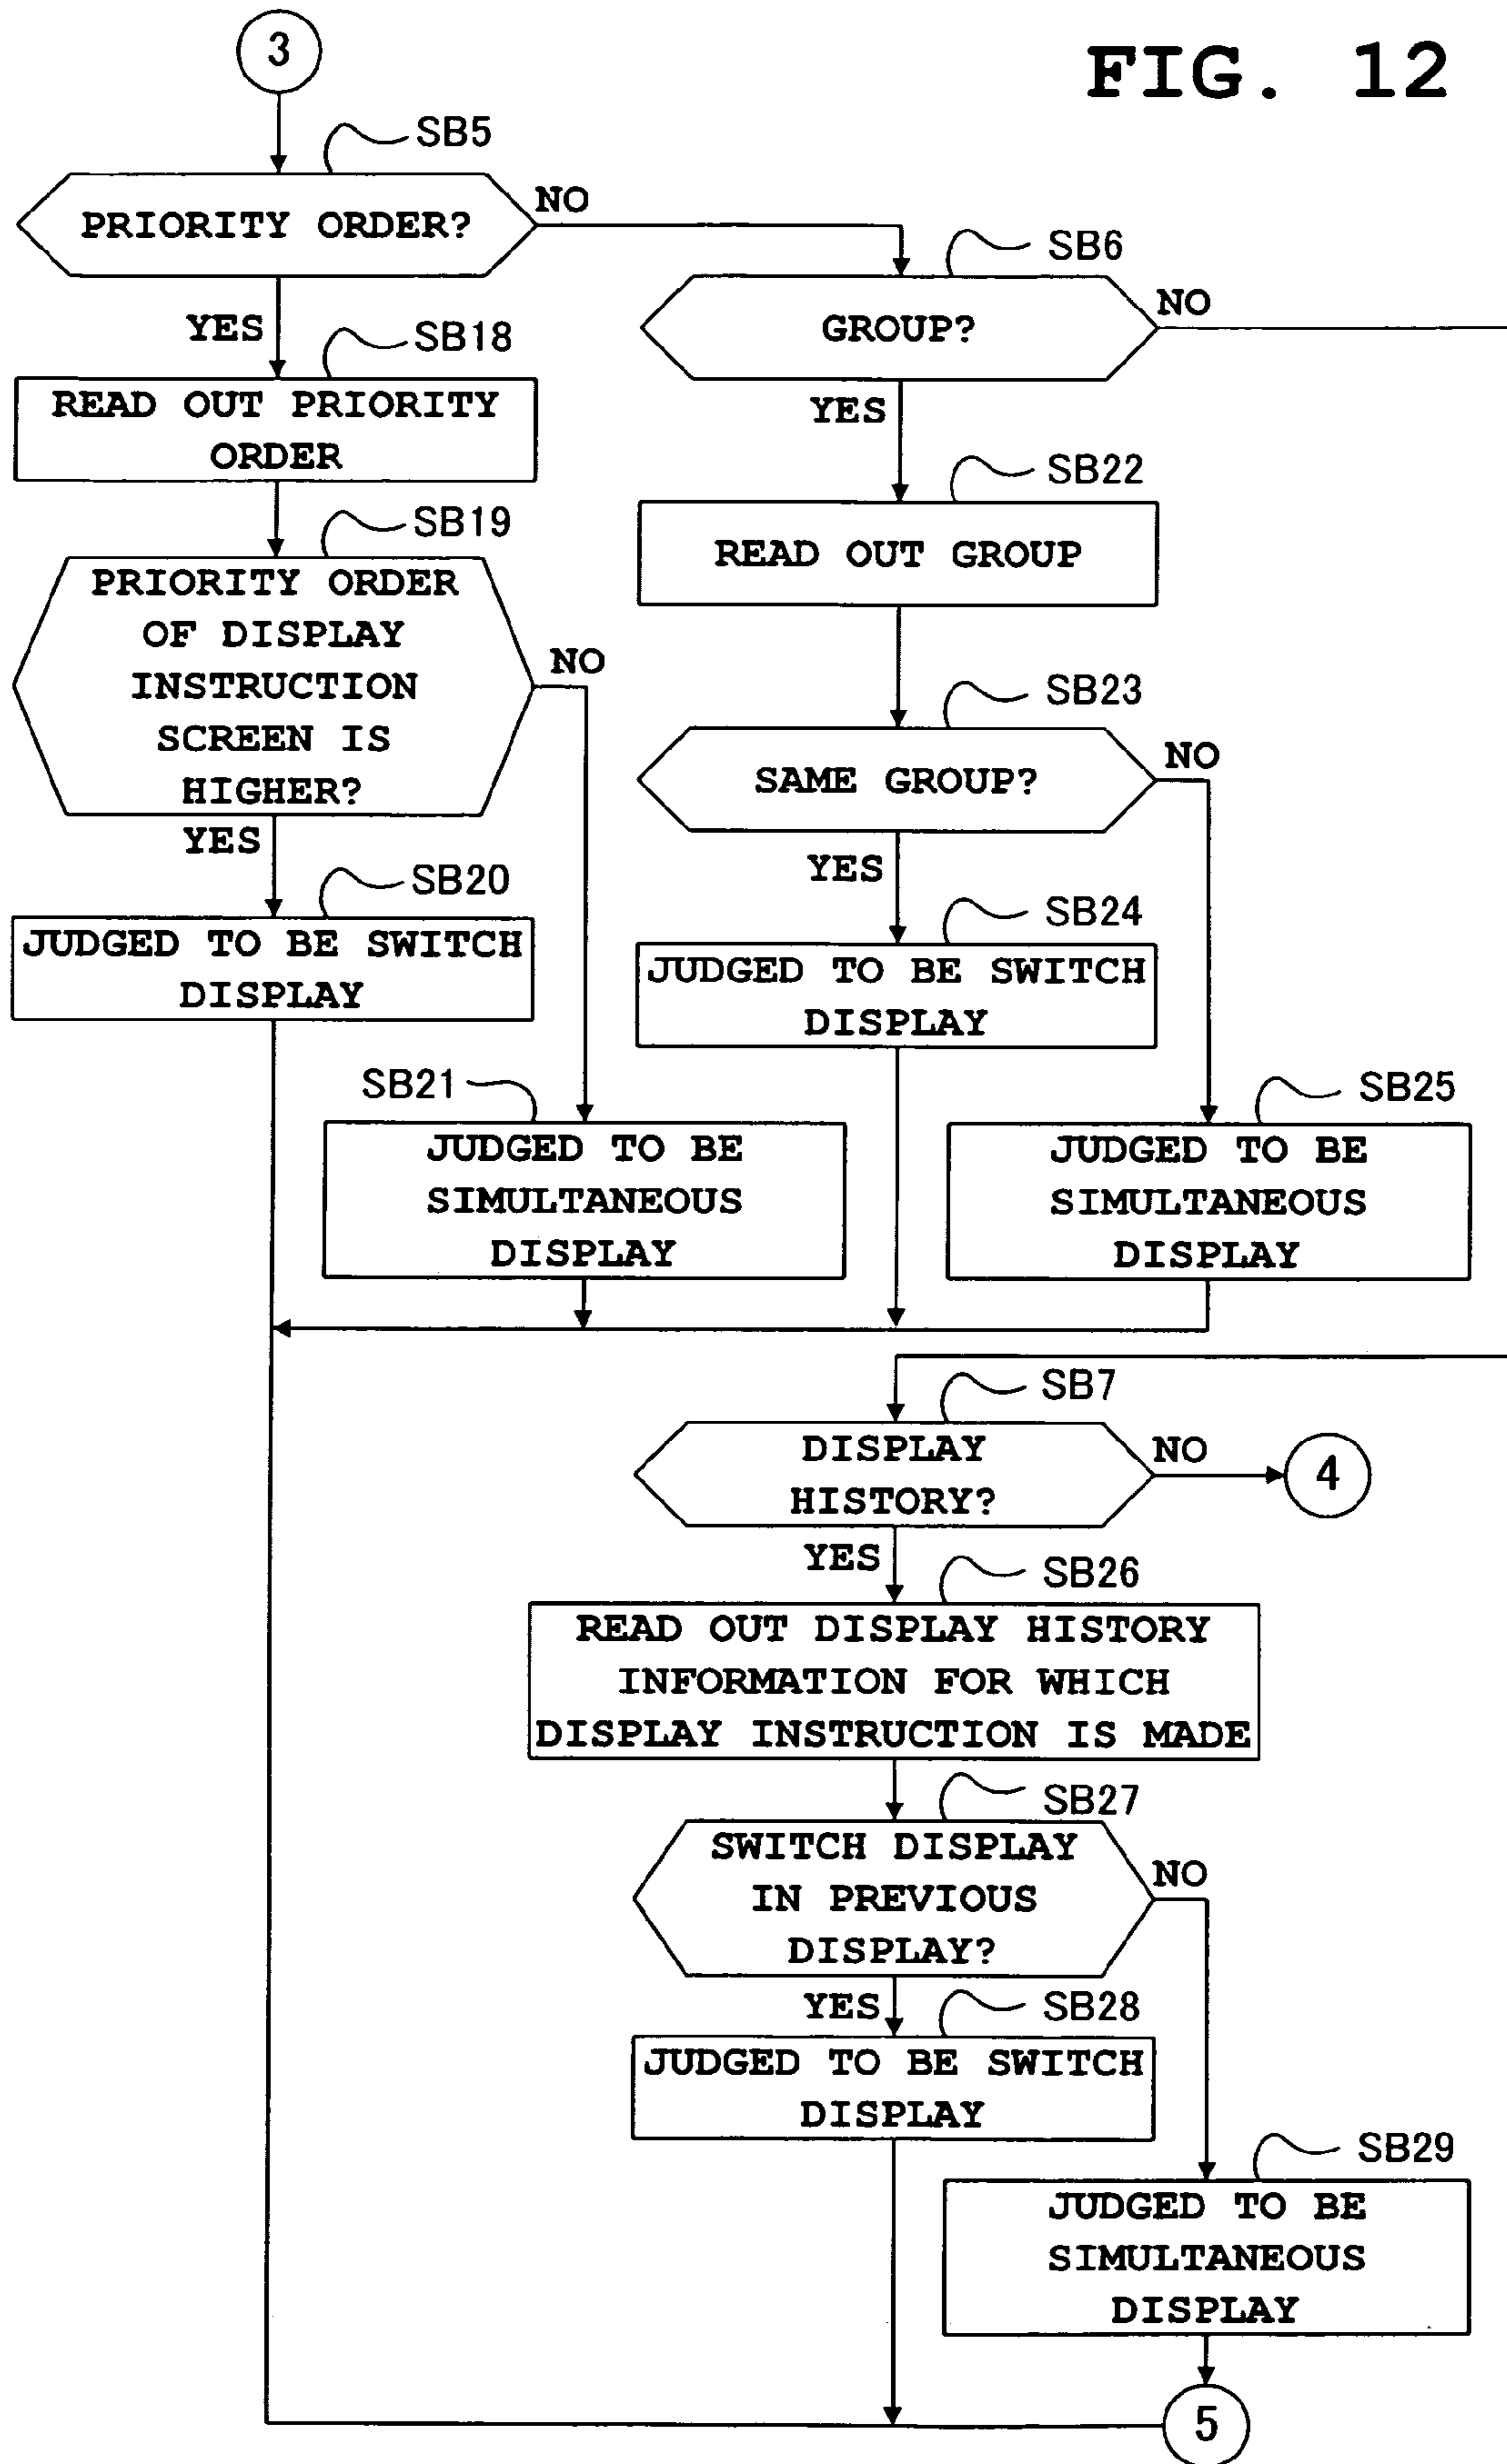 FIG. 12
3
SB5
PRIORITY ORDER?
NO
YES
SB6
GROUP?
NO
YES
SB18
READ OUT PRIORITY
ORDER
SB19
PRIORITY ORDER
OF DISPLAY
INSTRUCTION
SCREEN IS
HIGHER?
NO
YES
SB20
JUDGED TO BE SWITCH
DISPLAY
SB21
JUDGED TO BE
SIMULTANEOUS
DISPLAY
SB22
READ OUT GROUP
SB23
SAME GROUP?
NO
YES
SB24
JUDGED TO BE SWITCH
DISPLAY
SB25
JUDGED TO BE
SIMULTANEOUS
DISPLAY
SB7
DISPLAY
HISTORY?
NO
4
YES
SB26
READ OUT DISPLAY HISTORY
INFORMATION FOR WHICH
DISPLAY INSTRUCTION IS MADE
SB27
SWITCH DISPLAY
IN PREVIOUS
DISPLAY?
NO
YES
SB28
JUDGED TO BE SWITCH
DISPLAY
SB29
JUDGED TO BE
SIMULTANEOUS
DISPLAY
5